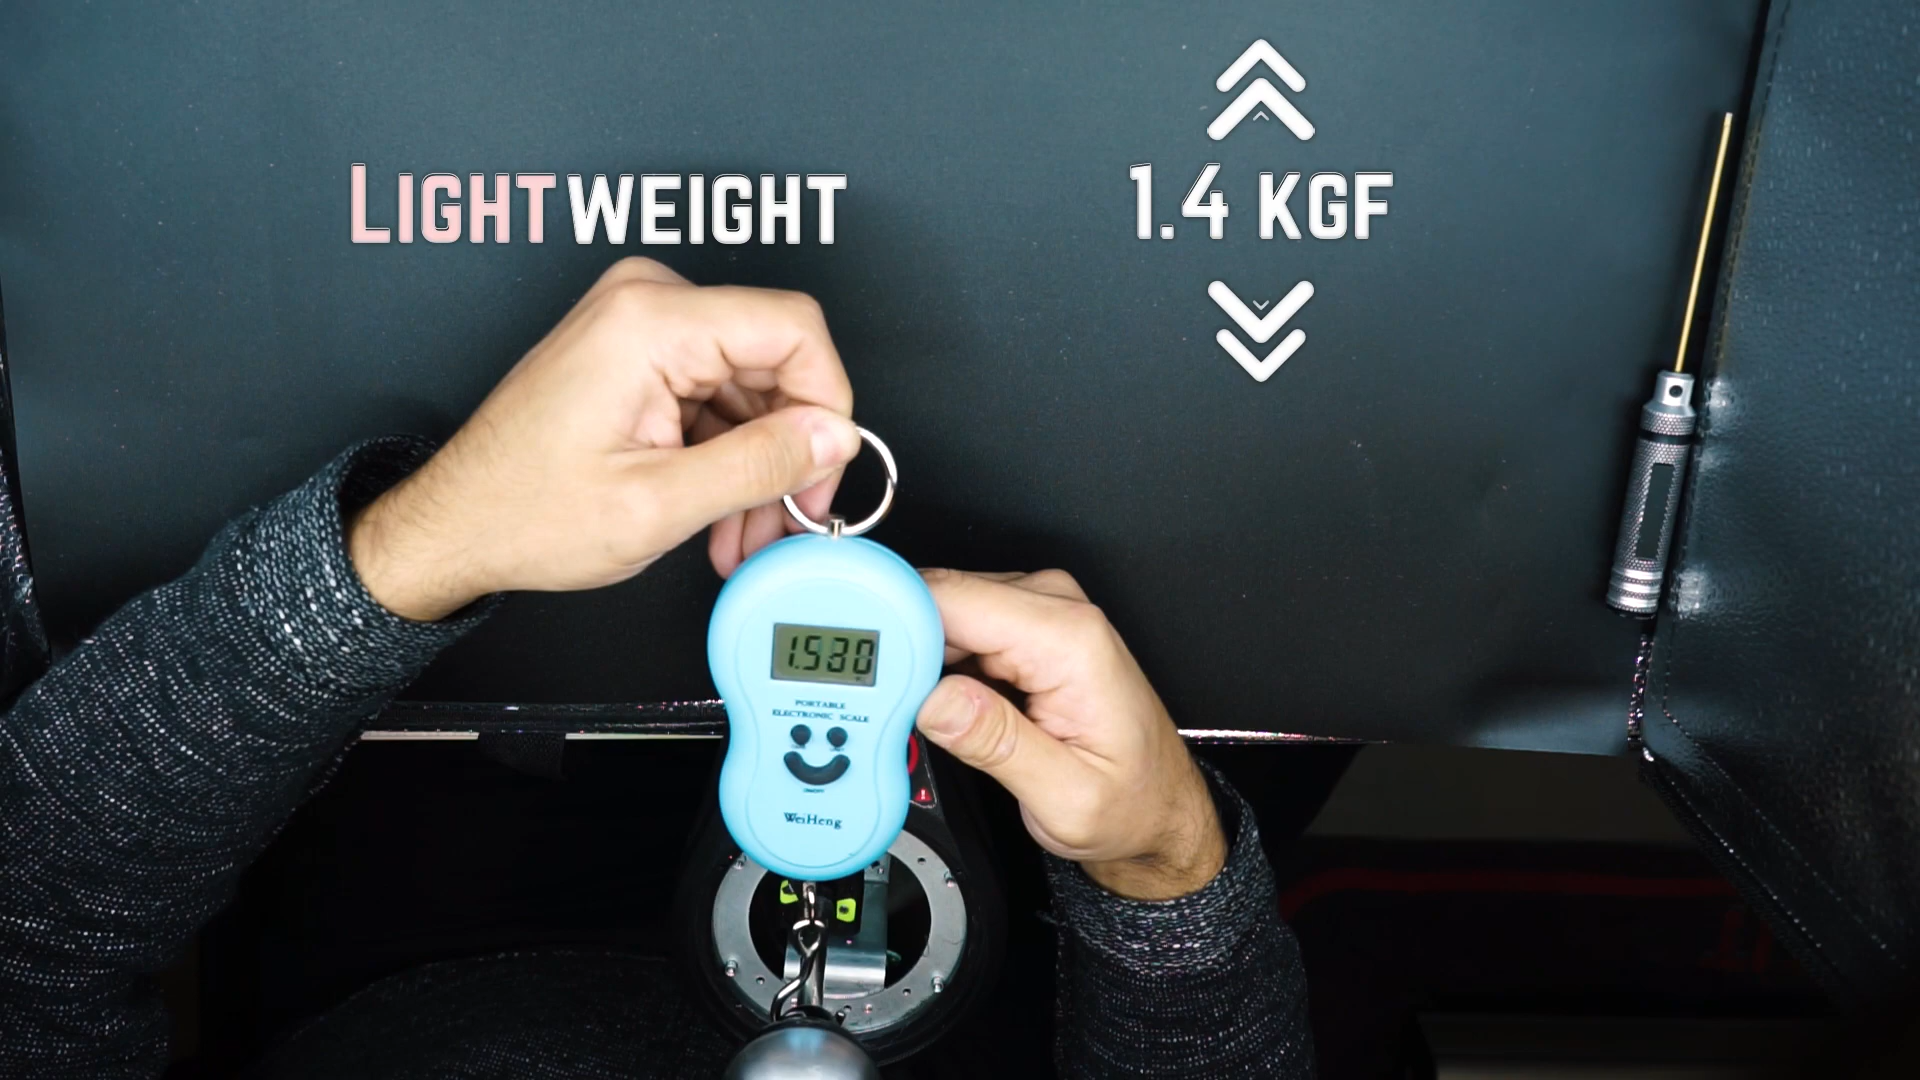 LIGHTWEIGHT
1.4 KGF
1.530
PORTABLE
ELECTRONIC SCALE
WeiHeng